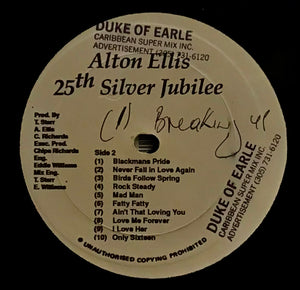 DUKE OF EARLE
CARIBBEAN SUPER MIX INC.
ADVERTISEMENT (305) 731-6120
Alton Ellis
25th Silver Jubilee
(1) Breaking up
Prod. By
T. Starr
A. Ellis
C. Richards
Exec. Prod.
Chips Richards
Eng.
Eddie Williams
Mix Eng.
T. Starr
E. Williams
Side 2
(1) Blackmans Pride
(2) Never Fall in Love Again
(3) Birds Follow Spring
(4) Rock Steady
(5) Mad Man
(6) Fatty Fatty
(7) Ain't That Loving You
(8) Love Me Forever
(9) I Love Her
(10) Only Sixteen
UNAUTHORISED COPYING PROHIBITED
DUKE OF EARLE
CARIBBEAN SUPER MIX INC.
ADVERTISEMENT (305) 731-6120